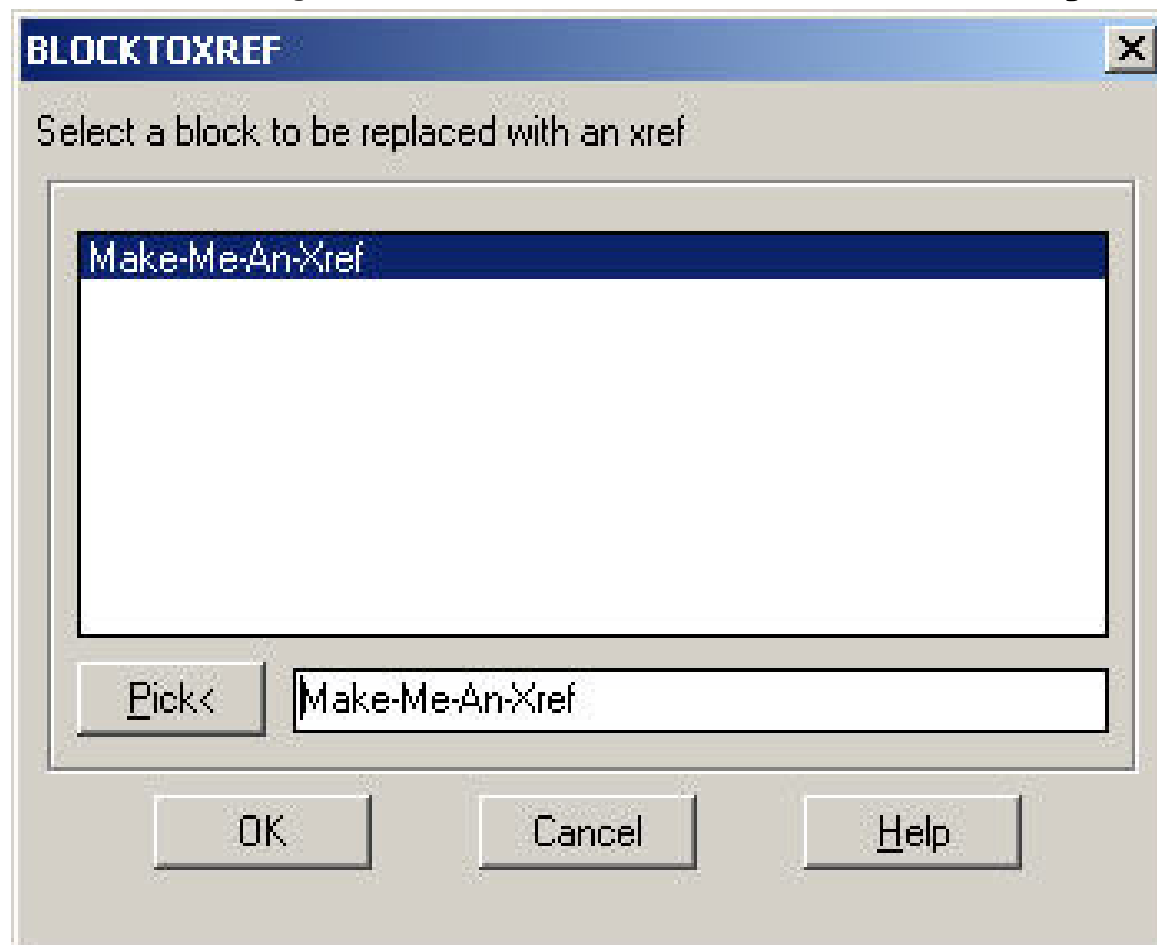 BLOCKTOXREF
Select a block to be replaced with an xref
Make-Me-An-Xref
Pick< Make-Me-An-Xref
OK Cancel Help